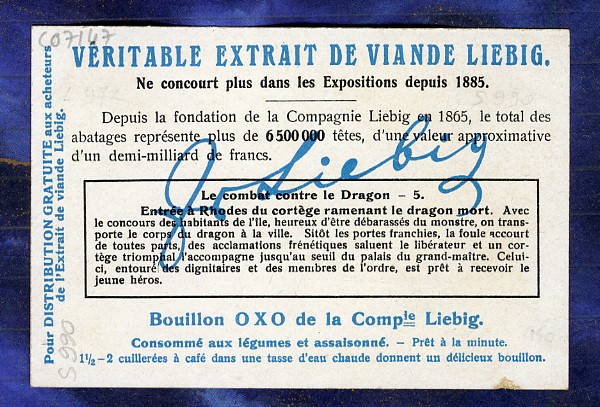 C07/47
VÉRITABLE EXTRAIT DE VIANDE LIEBIG.
Ne concourt plus dans les Expositions depuis 1885.
Depuis la fondation de la Compagnie Liebig en 1865, le total des
abatages représente plus de 6 500 000 têtes, d'une valeur approximative
d'un demi-milliard de francs.
J v Liebig
Le combat contre le Dragon – 5.
Entrée à Rhodes du cortège ramenant le dragon mort. Avec
le concours des habitants de l'île, heureux d'être débarassés du monstre, on trans-
porte le corps du dragon à la ville. Sitôt les portes franchies, la foule accourt
de toutes parts, des acclamations frénétiques saluent le libérateur et un cor-
tège triomphal l'accompagne jusqu'au seuil du palais du grand-maître. Celui-
ci, entouré des dignitaires et des membres de l'ordre, est prêt à recevoir le
jeune héros.
Bouillon OXO de la Compie Liebig.
Consommé aux légumes et assaisonné. – Prêt à la minute.
1½–2 cuillerées à café dans une tasse d'eau chaude donnent un délicieux bouillon.
Pour DISTRIBUTION GRATUITE aux acheteurs
de l'Extrait de viande Liebig.
S 990
S 990